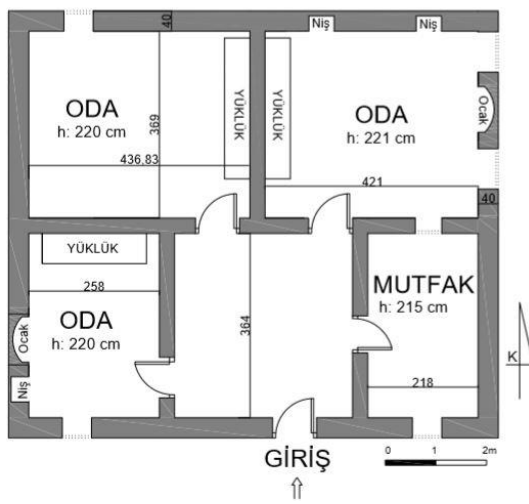 40
Niş
Niş
ODA
h: 220 cm
YÜKLÜK
YÜKLÜK
ODA
h: 221 cm
Ocak
369
436,83
421
40
YÜKLÜK
258
ODA
h: 220 cm
Ocak
Niş
364
MUTFAK
h: 215 cm
218
K
GİRİŞ
0 1 2m